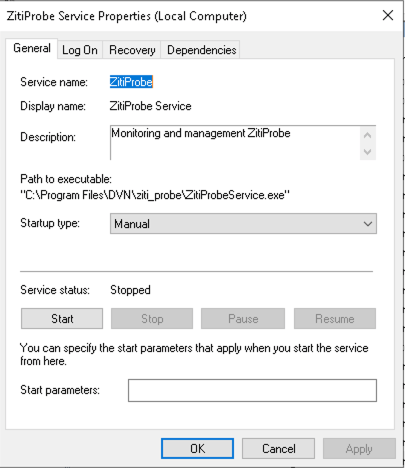 ZitiProbe Service Properties (Local Computer)
General Log On Recovery Dependencies
Service name: ZitiProbe
Display name: ZitiProbe Service
Description: Monitoring and management ZitiProbe
Path to executable:
"C:\Program Files\DVN\ziti_probe\ZitiProbeService.exe"
Startup type: Manual
Service status: Stopped
Start Stop Pause Resume
You can specify the start parameters that apply when you start the service
from here.
Start parameters:
OK Cancel Apply